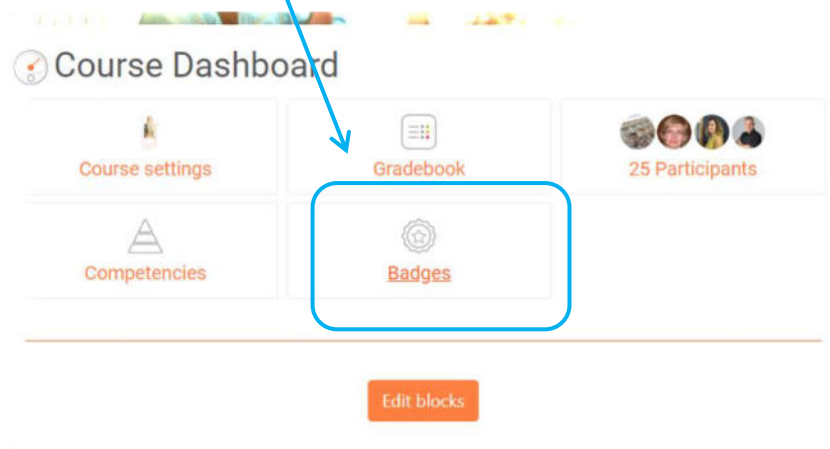 Course Dashboard
Course settings
Gradebook
25 Participants
Competencies
Badges
Edit blocks